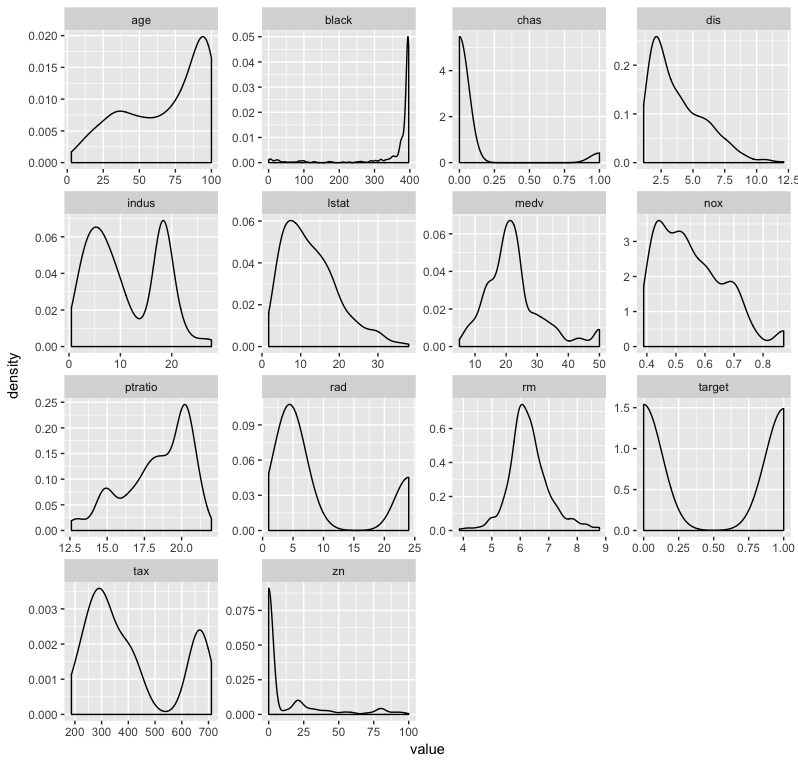 age black chas dis
0.020 0.05 4 0.2
0.015 0.04 2 0.1
0.010 0.03 0 0.0
0.005 0.02
0.000 0.01
0.00
0 25 50 75 100 0 100 200 300 400 0.00 0.25 0.50 0.75 1.00 2.5 5.0 7.5 10.0 12.5
indus lstat medv nox
0.06 0.06 0.06 3
0.04 0.04 0.04 2
0.02 0.02 0.02 1
0.00 0.00 0.00 0
0 10 20 0 10 20 30 10 20 30 40 50 0.4 0.5 0.6 0.7 0.8
density
ptratio rad rm target
0.25 0.09 0.6 1.5
0.20 0.06 0.4 1.0
0.15 0.03 0.2 0.5
0.10 0.00 0.0 0.0
0.05
0.00
12.5 15.0 17.5 20.0 0 5 10 15 20 25 4 5 6 7 8 9 0.00 0.25 0.50 0.75 1.00
tax zn
0.003 0.075
0.002 0.050
0.001 0.025
0.000 0.000
200 300 400 500 600 700 0 25 50 75 100
value